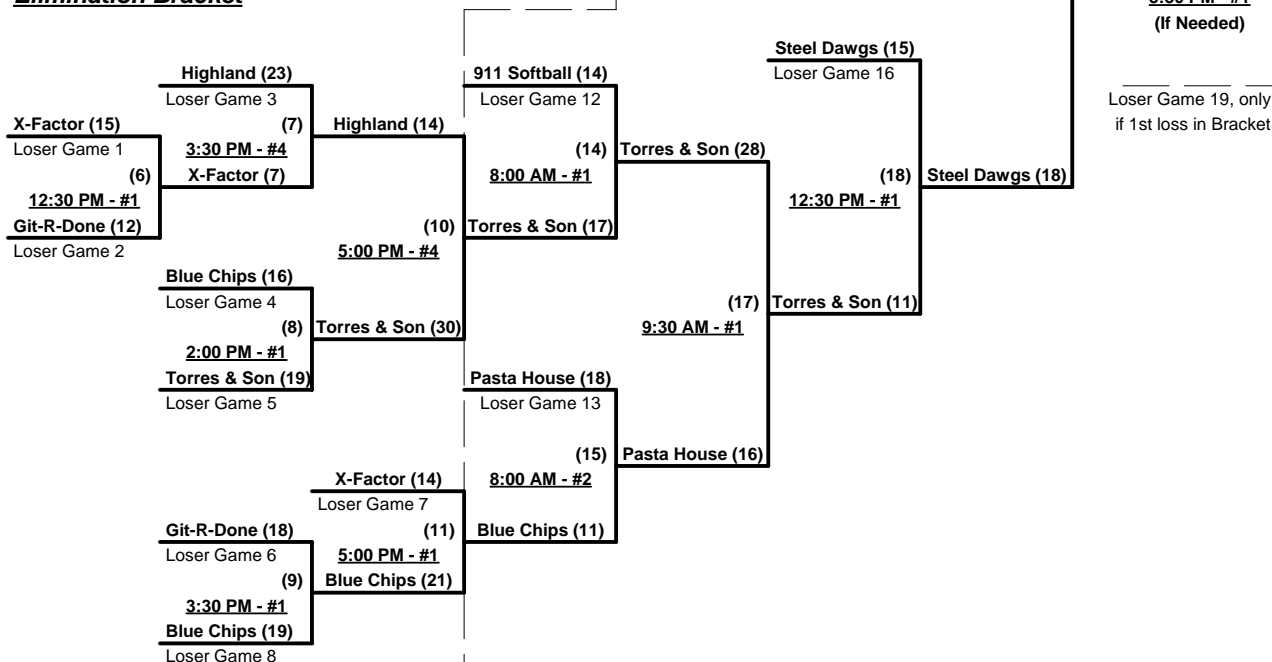 Elimination Bracket
(If Needed)
Steel Dawgs (15)
Loser Game 16
Highland (23)
Loser Game 3
911 Softball (14)
Loser Game 12
Loser Game 19, only
if 1st loss in Bracket
X-Factor (15)
Loser Game 1
(7)
3:30 PM - #4
Highland (14)
(14)
8:00 AM - #1
Torres & Son (28)
(6)
12:30 PM - #1
X-Factor (7)
(18)
12:30 PM - #1
Steel Dawgs (18)
Git-R-Done (12)
Loser Game 2
(10)
5:00 PM - #4
Torres & Son (17)
Blue Chips (16)
Loser Game 4
(8)
2:00 PM - #1
Torres & Son (30)
(17)
9:30 AM - #1
Torres & Son (11)
Torres & Son (19)
Loser Game 5
Pasta House (18)
Loser Game 13
(15)
8:00 AM - #2
Pasta House (16)
X-Factor (14)
Loser Game 7
Git-R-Done (18)
Loser Game 6
(11)
5:00 PM - #1
Blue Chips (11)
(9)
3:30 PM - #1
Blue Chips (21)
Blue Chips (19)
Loser Game 8